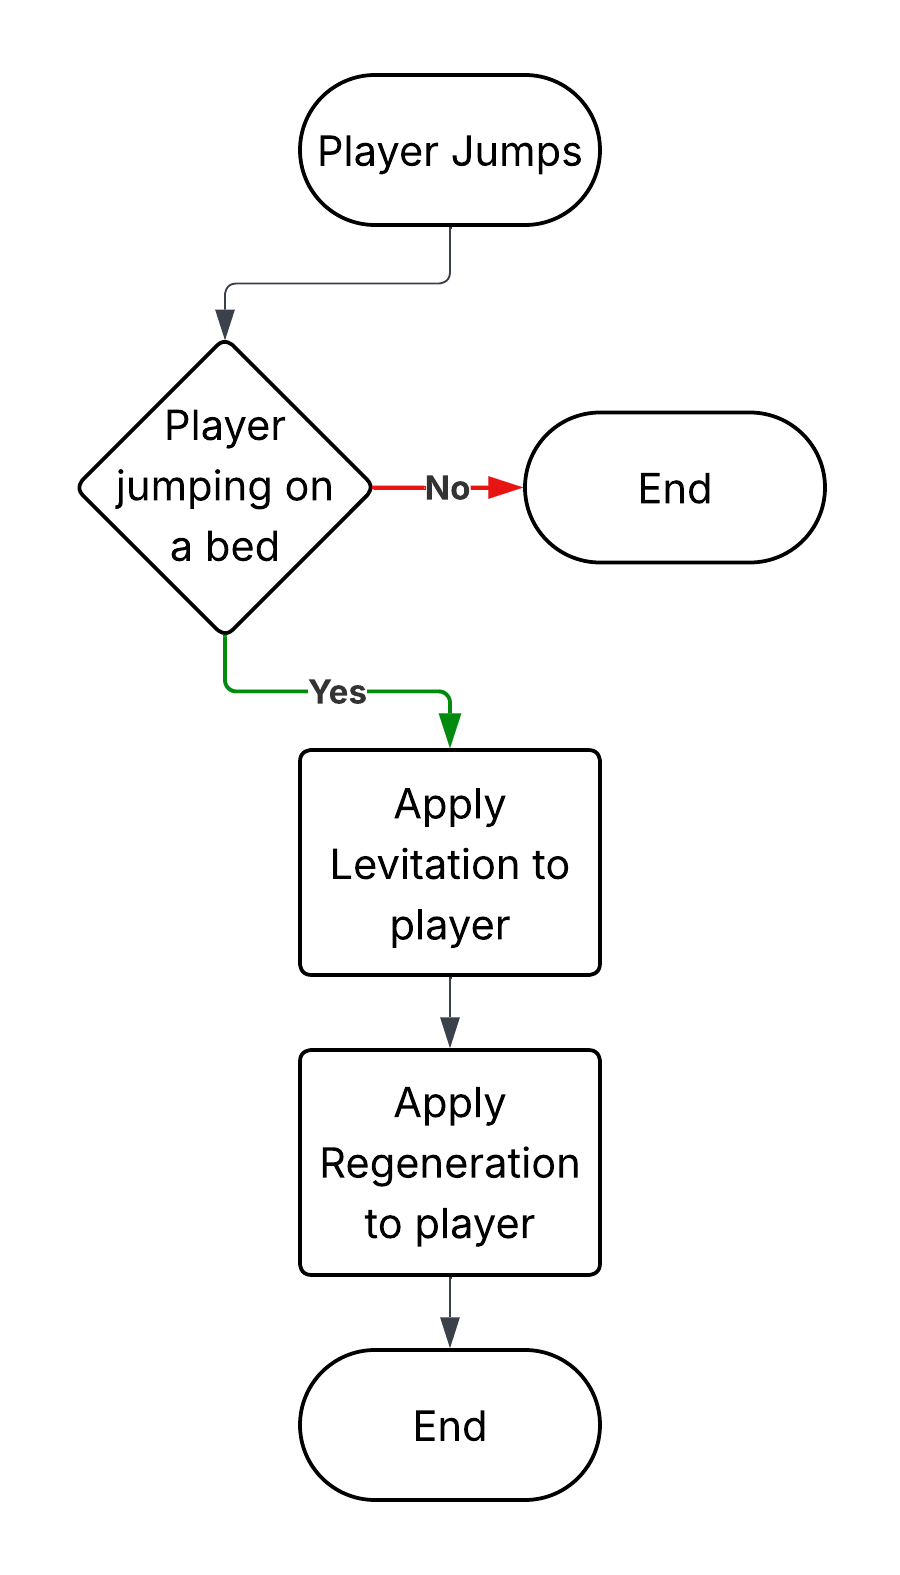 Player Jumps
Player
jumping on
a bed
No
End
Yes
Apply
Levitation to
player
Apply
Regeneration
to player
End